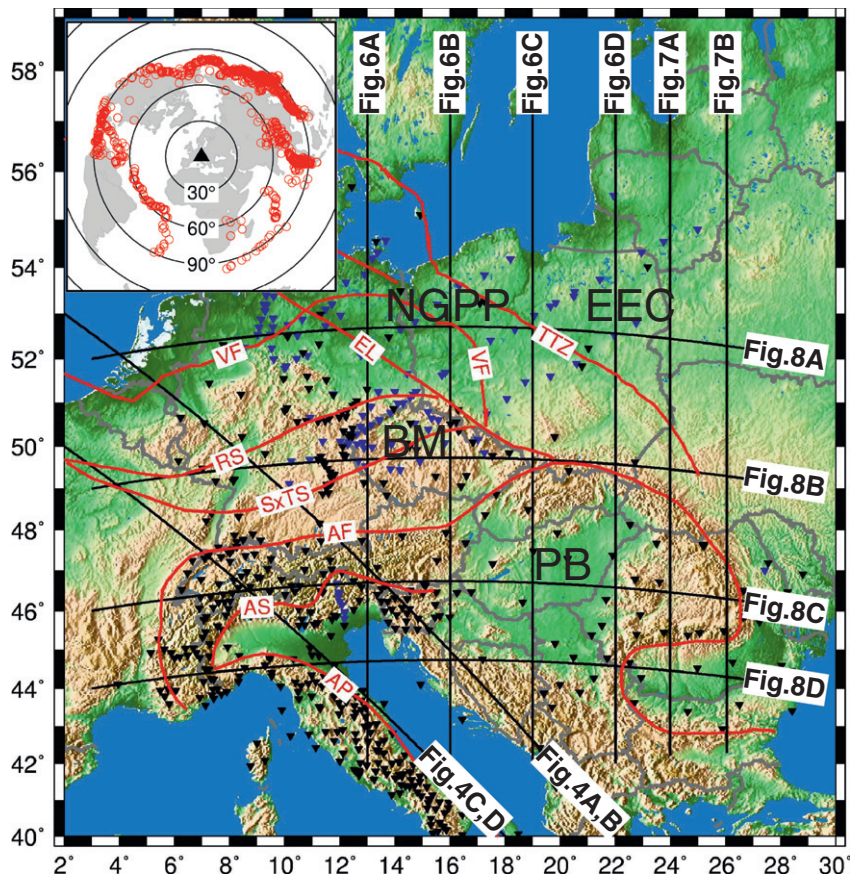 Fig.6A
Fig.6B
Fig.6C
Fig.6D
Fig.7A
Fig.7B
58°
56°
54°
52°
50°
48°
46°
44°
42°
40°
30°
60°
90°
NGPP
EEC
VF
EL
VF
TTZ
Fig.8A
BM
RS
SxTS
Fig.8B
AF
PB
AS
Fig.8C
AP
Fig.8D
Fig.4C,D
Fig.4A,B
2° 4° 6° 8° 10° 12° 14° 16° 18° 20° 22° 24° 26° 28° 30°